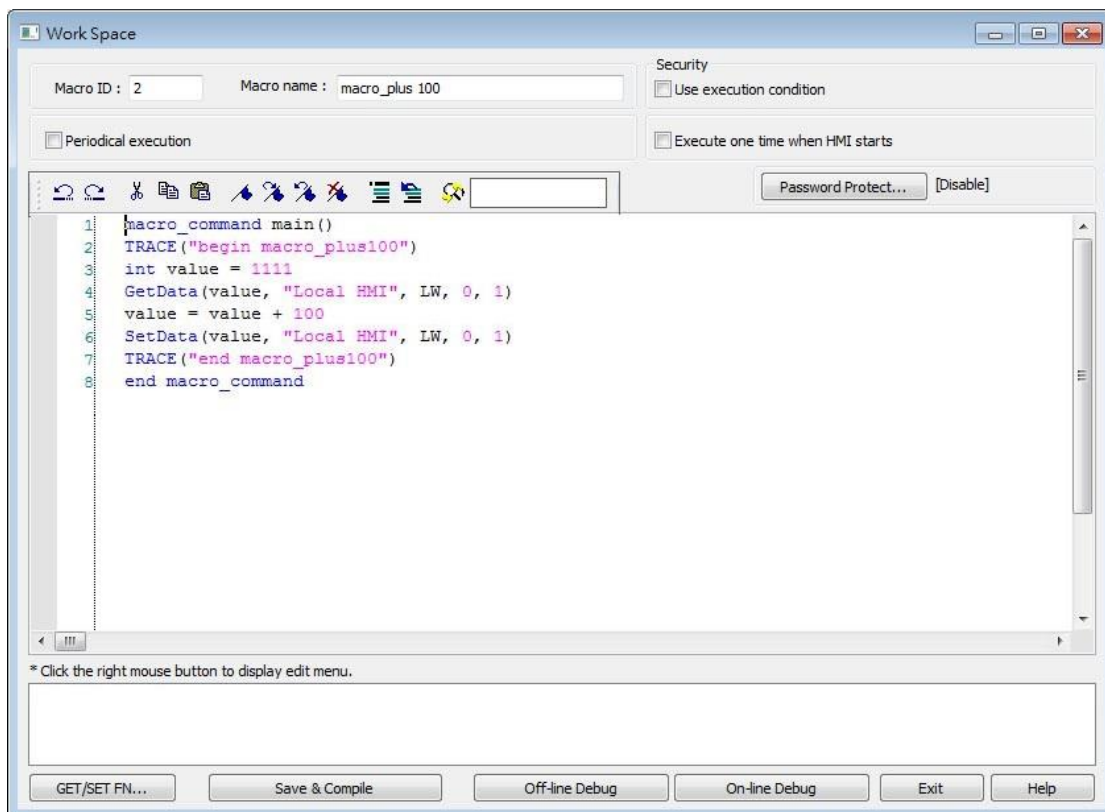 Work Space
Macro ID : 2
Macro name : macro_plus 100
Security
Use execution condition
Periodical execution
Execute one time when HMI starts
Password Protect... [Disable]
1 macro_command main()
2 TRACE("begin macro_plus100")
3 int value = 1111
4 GetData(value, "Local HMI", LW, 0, 1)
5 value = value + 100
6 SetData(value, "Local HMI", LW, 0, 1)
7 TRACE("end macro_plus100")
8 end macro_command
* Click the right mouse button to display edit menu.
GET/SET FN... Save & Compile Off-line Debug On-line Debug Exit Help